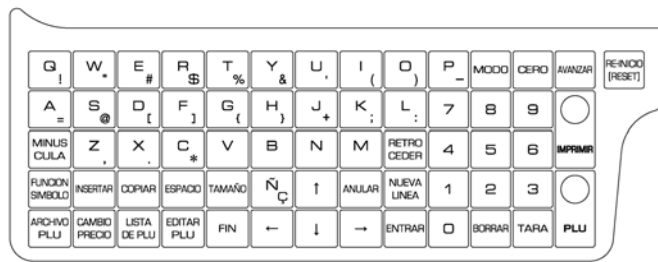 Q ! W " E # R $ T % Y & U ' I ( O ) P _ MODO CERO AVANZAR RE-INICIO
[RESET]
A = S @ D [ F ] G { H } J + K ; L : 7 8 9
MINUS
CULA Z , X . C * V B N M RETRO
CEDER 4 5 6 IMPRIMIR
FUNCION
SIMBOLO INSERTAR COPIAR ESPACIO TAMAÑO Ñ Ç ↑ ANULAR NUEVA
LINEA 1 2 3
ARCHIVO
PLU CAMBIO
PRECIO LISTA
DE PLU EDITAR
PLU FIN ← ↓ → ENTRAR 0 BORRAR TARA PLU